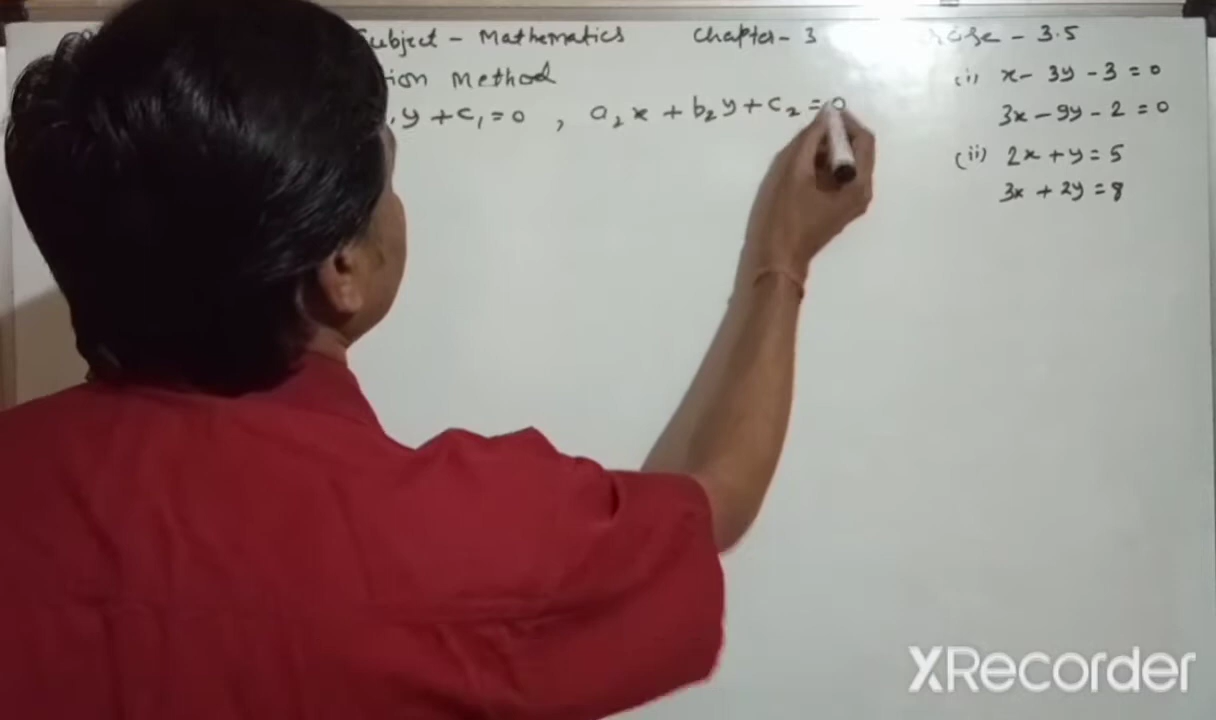 Subject - Mathematics Chapter - 3 - 3.5
Method
y + c₁ = 0 , a₂x + b₂y + c₂ = 0
(i) x - 3y - 3 = 0
3x - 9y - 2 = 0
(ii) 2x + y = 5
3x + 2y = 8
XRecorder